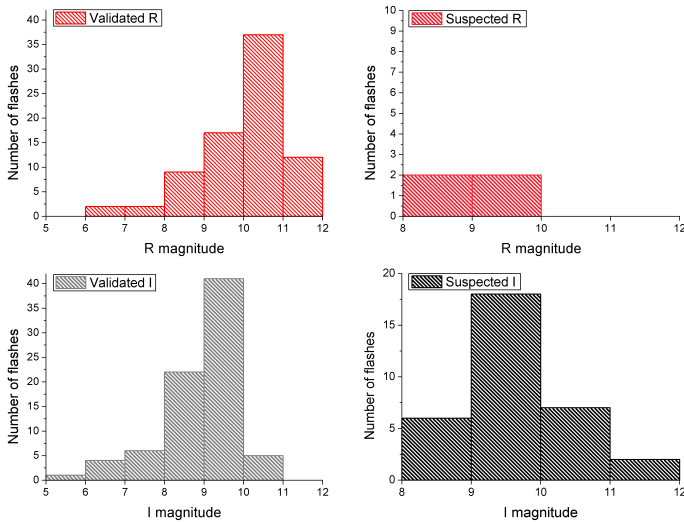 Validated R
Number of flashes
40
35
30
25
20
15
10
5
0
5 6 7 8 9 10 11 12
R magnitude
Suspected R
Number of flashes
10
9
8
7
6
5
4
3
2
1
0
8 9 10 11 12
R magnitude
Validated I
Number of flashes
40
35
30
25
20
15
10
5
0
5 6 7 8 9 10 11 12
I magnitude
Suspected I
Number of flashes
20
15
10
5
0
8 9 10 11 12
I magnitude